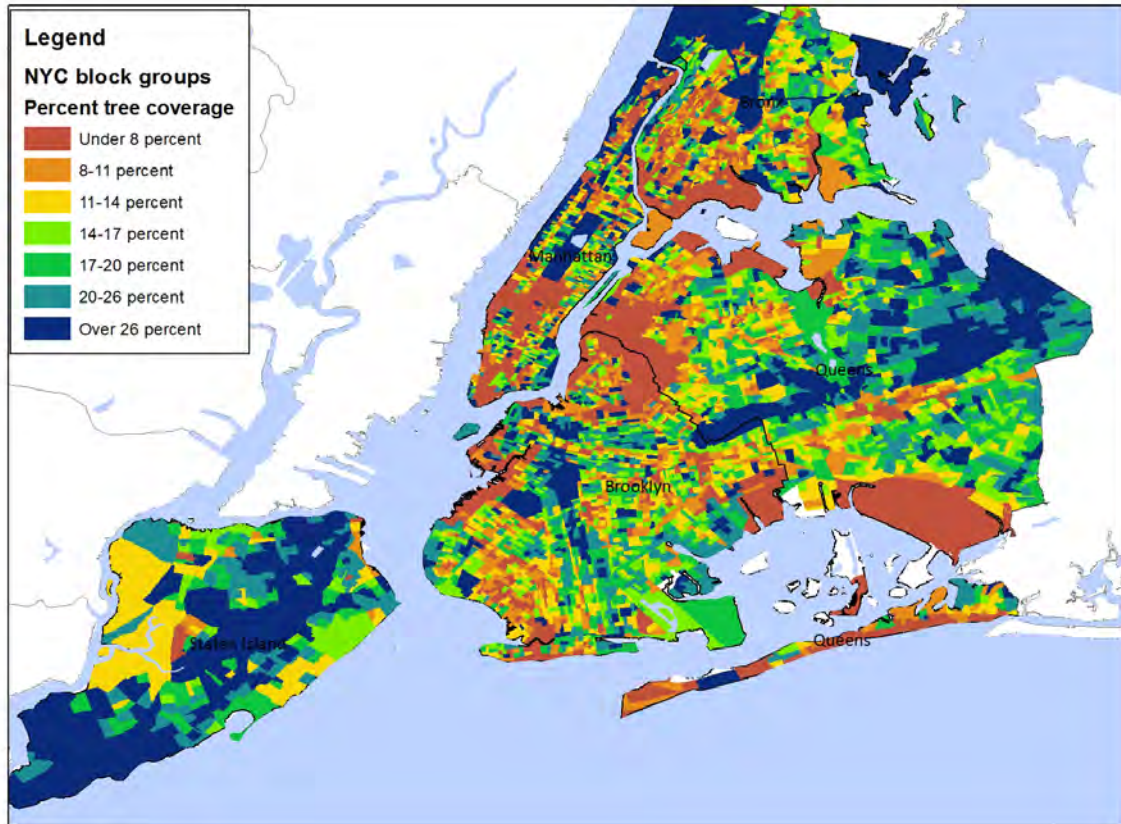 Legend
NYC block groups
Percent tree coverage
Under 8 percent
8-11 percent
11-14 percent
14-17 percent
17-20 percent
20-26 percent
Over 26 percent
Bronx
Manhattan
Queens
Brooklyn
Staten Island
Queens